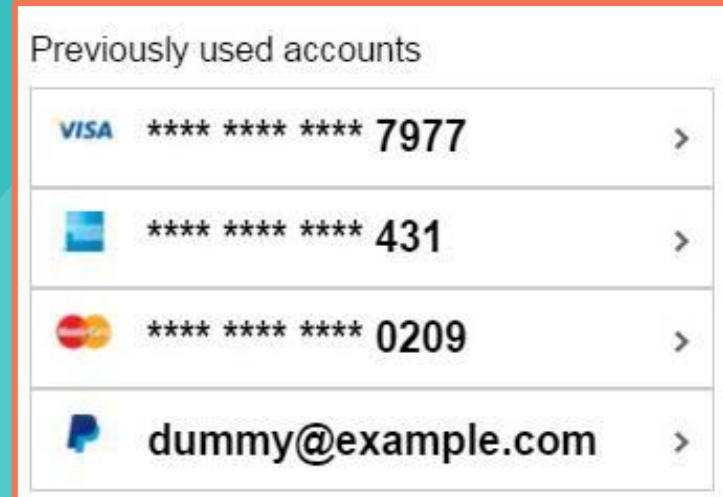 Previously used accounts
VISA **** **** **** 7977
**** **** **** 431
**** **** **** 0209
dummy@example.com